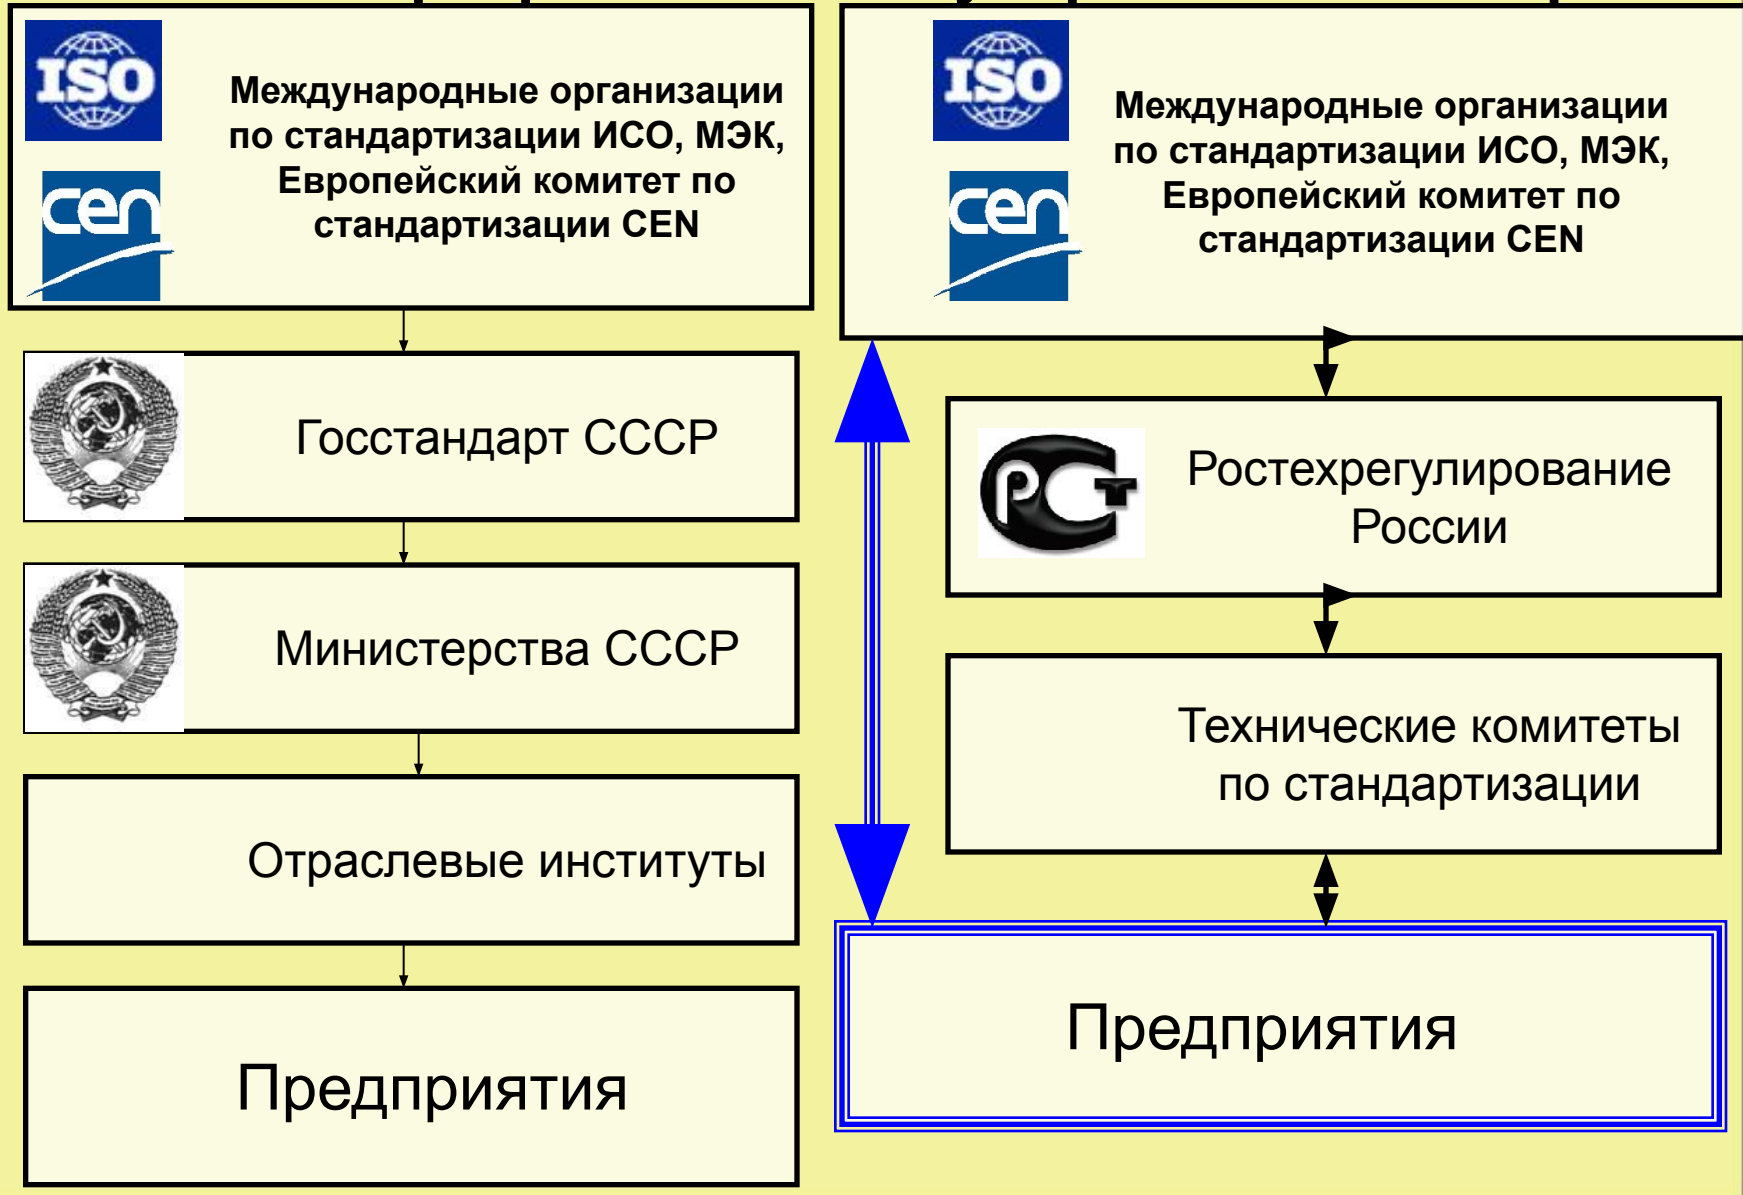 ISO
cen
Международные организации
по стандартизации ИСО, МЭК,
Европейский комитет по
стандартизации CEN
Госстандарт СССР
Министерства СССР
Отраслевые институты
Предприятия
ISO
cen
Международные организации
по стандартизации ИСО, МЭК,
Европейский комитет по
стандартизации CEN
РСТ
Ростехрегулирование
России
Технические комитеты
по стандартизации
Предприятия